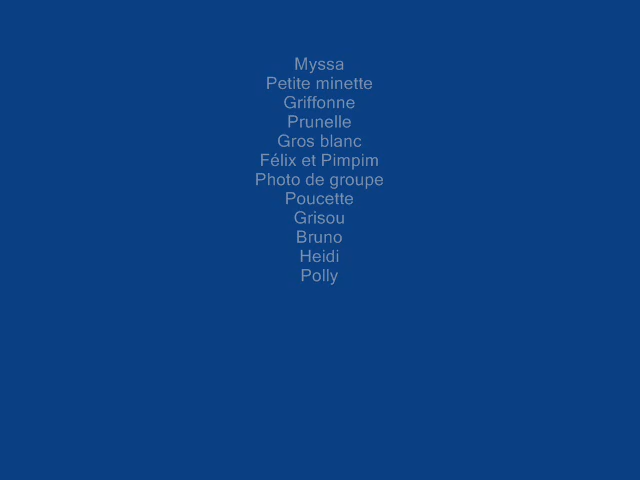 Myssa
Petite minette
Griffonne
Prunelle
Gros blanc
Félix et Pimpim
Photo de groupe
Poucette
Grisou
Bruno
Heidi
Polly